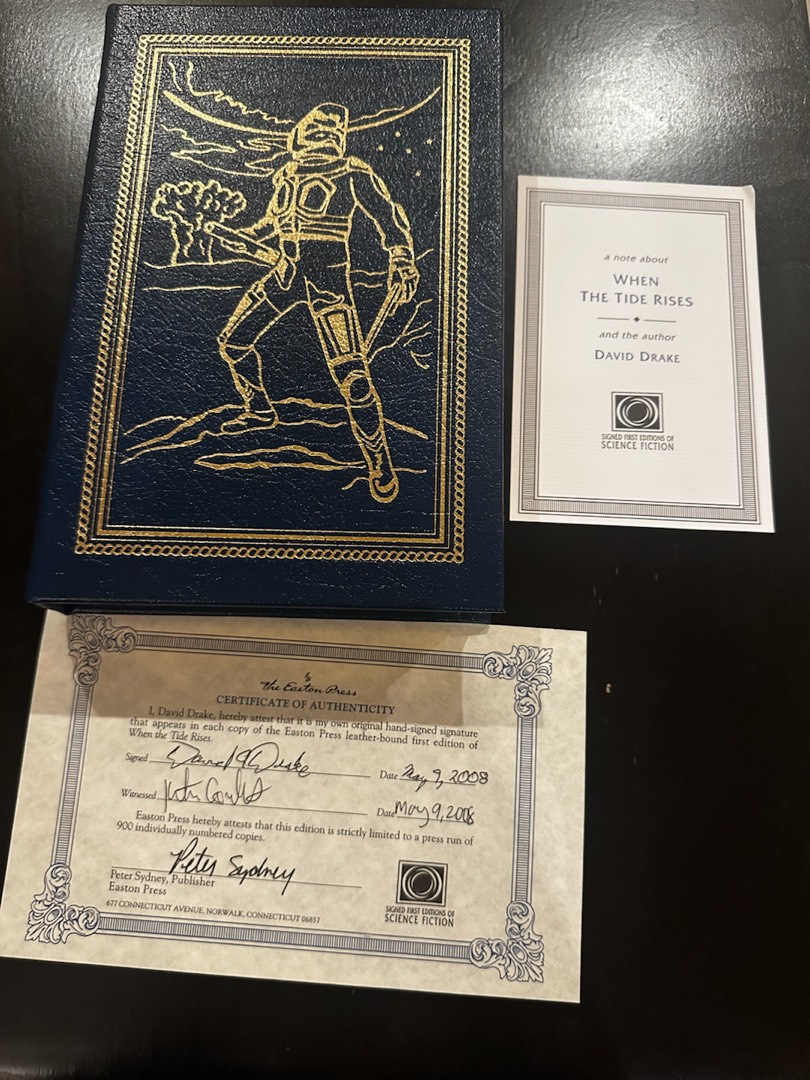 a note about
WHEN
THE TIDE RISES
and the author
DAVID DRAKE
SIGNED FIRST EDITIONS OF
SCIENCE FICTION
The Easton Press
CERTIFICATE OF AUTHENTICITY
I, David Drake, hereby attest that it is my own original hand-signed signature
that appears in each copy of the Easton Press leather-bound first edition of
When the Tide Rises.
Signed David A Drake Date May 9, 2008
Witnessed Date May 9, 2008
Easton Press hereby attests that this edition is strictly limited to a press run of
900 individually numbered copies.
Peter Sydney
Peter Sydney, Publisher
Easton Press
677 CONNECTICUT AVENUE, NORWALK, CONNECTICUT 06857
SIGNED FIRST EDITIONS OF
SCIENCE FICTION